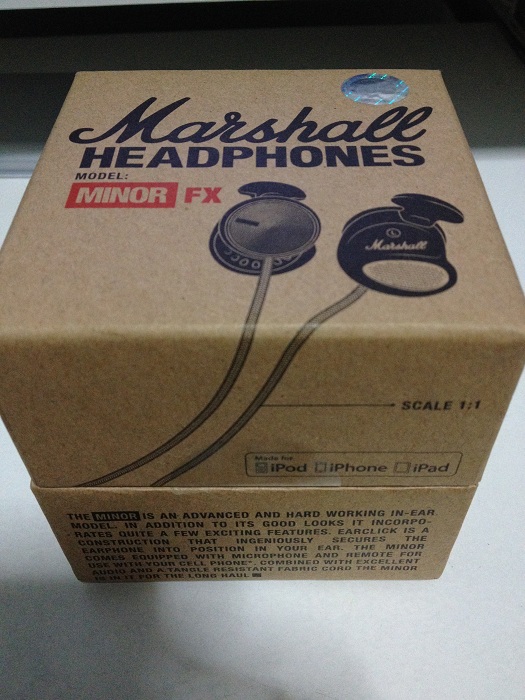 Marshall
HEADPHONES
MODEL:
MINOR FX
L
Marshall
SCALE 1:1
Made for
iPod iPhone iPad
THE MINOR IS AN ADVANCED AND HARD WORKING IN-EAR
MODEL. IN ADDITION TO ITS GOOD LOOKS IT INCORPO-
RATES QUITE A FEW EXCITING FEATURES. EARCLICK IS A
CONSTRUCTION THAT INGENIOUSLY SECURES THE
EARPHONE INTO POSITION IN YOUR EAR. THE MINOR
COMES EQUIPPED WITH MICROPHONE AND REMOTE FOR
USE WITH YOUR CELL PHONE*. COMBINED WITH EXCELLENT
AUDIO AND A TANGLE RESISTANT FABRIC CORD THE MINOR
IS IN IT FOR THE LONG HAUL